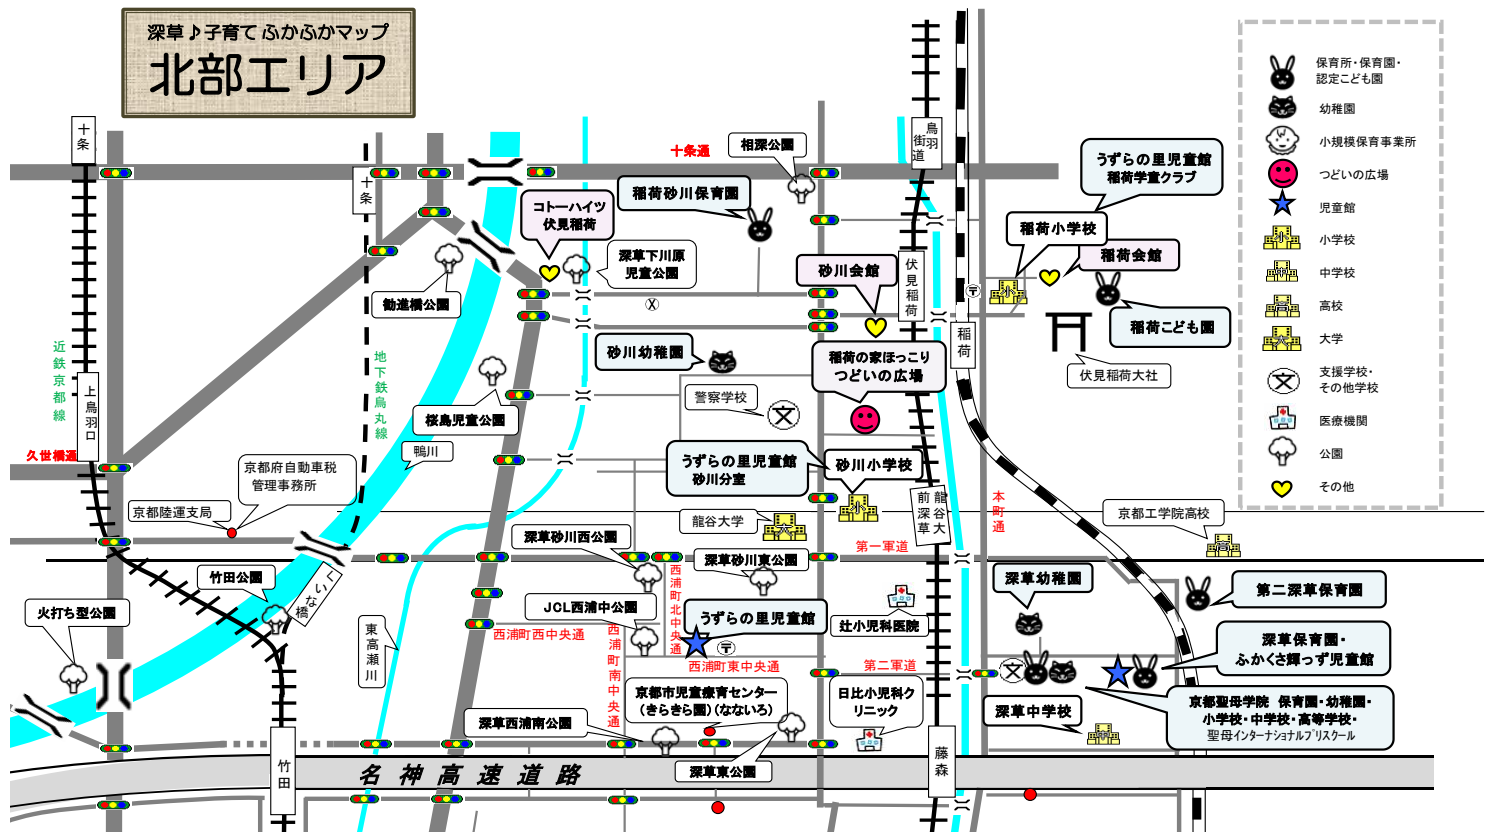 深草♪子育て ふかふかマップ
北部エリア
保育所・保育園・
認定こども園
幼稚園
小規模保育事業所
つどいの広場
児童館
小学校
中学校
高校
大学
支援学校・
その他学校
医療機関
公園
その他
十条
十条
十条通
相深公園
鳥羽
街道
うずらの里児童館
稲荷学童クラブ
稲荷砂川保育園
コトーハイツ
伏見稲荷
稲荷小学校
稲荷会館
深草下川原
児童公園
砂川会館
伏見稲荷
勧進橋公園
稲荷こども園
稲荷
近鉄京都線
地下鉄烏丸線
上鳥羽口
砂川幼稚園
稲荷の家ほっこり
つどいの広場
伏見稲荷大社
警察学校
桜島児童公園
鴨川
久世橋通
京都府自動車税
管理事務所
うずらの里児童館
砂川分室
砂川小学校
龍谷大
前深草
本町通
京都陸運支局
龍谷大学
京都工学院高校
深草砂川西公園
第一軍道
深草砂川東公園
竹田公園
くいな橋
西浦町北中央通
深草幼稚園
第二深草保育園
火打ち型公園
JCL西浦中公園
うずらの里児童館
辻小児科医院
東高瀬川
西浦町西中央通
西浦町南中央通
西浦町東中央通
第二軍道
深草保育園・
ふかくさ輝っず児童館
京都市児童療育センター
(きらきら園)(なないろ)
日比小児科ク
リニック
深草中学校
京都聖母学院 保育園・幼稚園・
小学校・中学校・高等学校・
聖母インターナショナルプリスクール
深草西浦南公園
藤森
竹田
深草東公園
名神高速道路